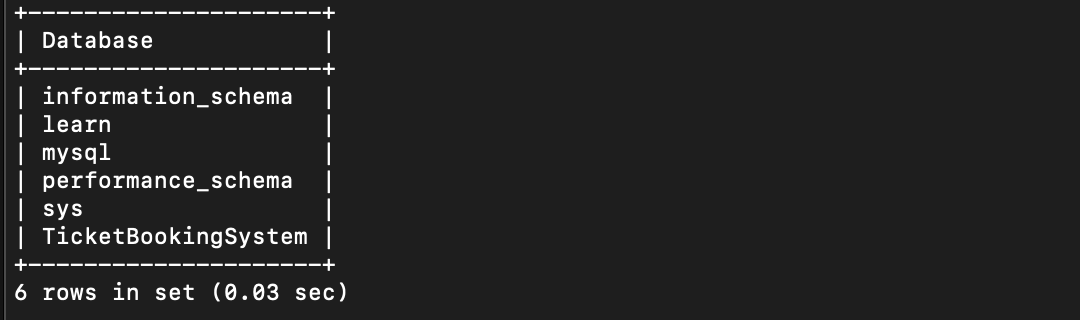 +---------------------+
| Database            |
+---------------------+
| information_schema  |
| learn               |
| mysql               |
| performance_schema  |
| sys                 |
| TicketBookingSystem |
+---------------------+
6 rows in set (0.03 sec)